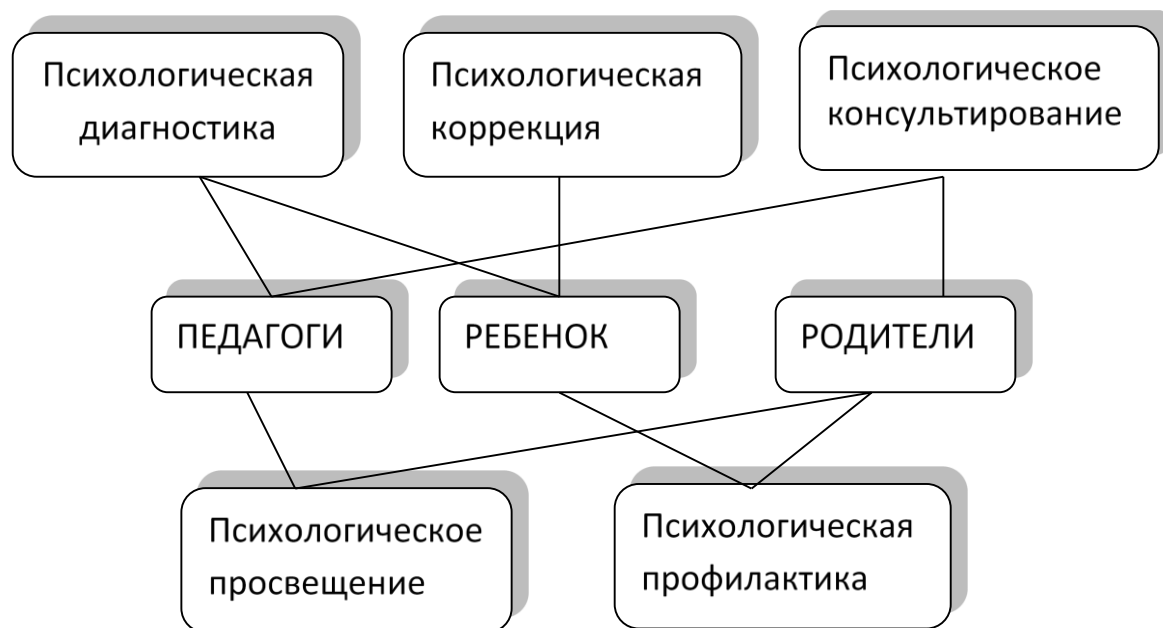 Психологическая
диагностика
Психологическая
коррекция
Психологическое
консультирование
ПЕДАГОГИ
РЕБЕНОК
РОДИТЕЛИ
Психологическое
просвещение
Психологическая
профилактика